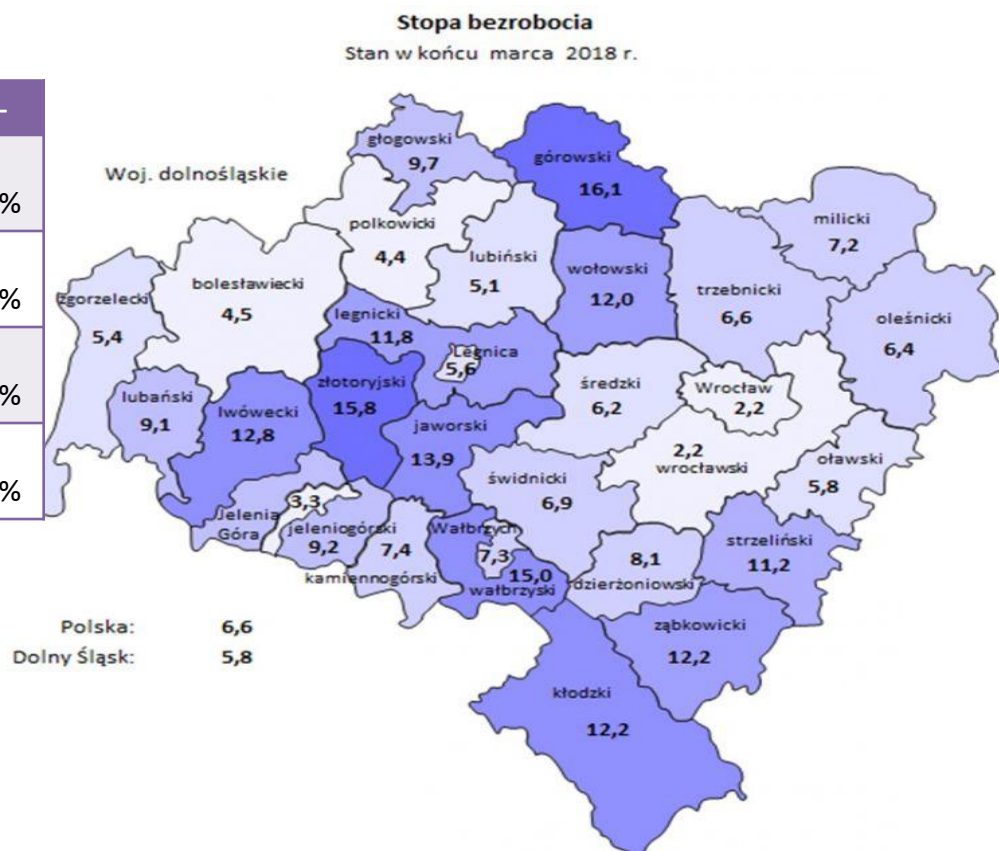 Stopa bezrobocia
Stan w końcu marca 2018 r.
-
%
%
%
%
Woj. dolnośląskie
głogowski
9,7
górowski
16,1
polkowicki
4,4
lubiński
5,1
wołowski
12,0
trzebnicki
6,6
milicki
7,2
oleśnicki
6,4
zgorzelecki
5,4
bolesławiecki
4,5
legnicki
11,8
Legnica
5,6
lubański
9,1
lwówecki
12,8
złotoryjski
15,8
jaworski
13,9
średzki
6,2
Wrocław
2,2
2,2
wrocławski
oławski
5,8
świdnicki
6,9
Jelenia
Góra
3,3
jeleniogórski
9,2
7,4
kamiennogórski
Wałbrzych
7,3
15,0
wałbrzyski
8,1
dzierżoniowski
strzeliński
11,2
ząbkowicki
12,2
kłodzki
12,2
Polska: 6,6
Dolny Śląsk: 5,8